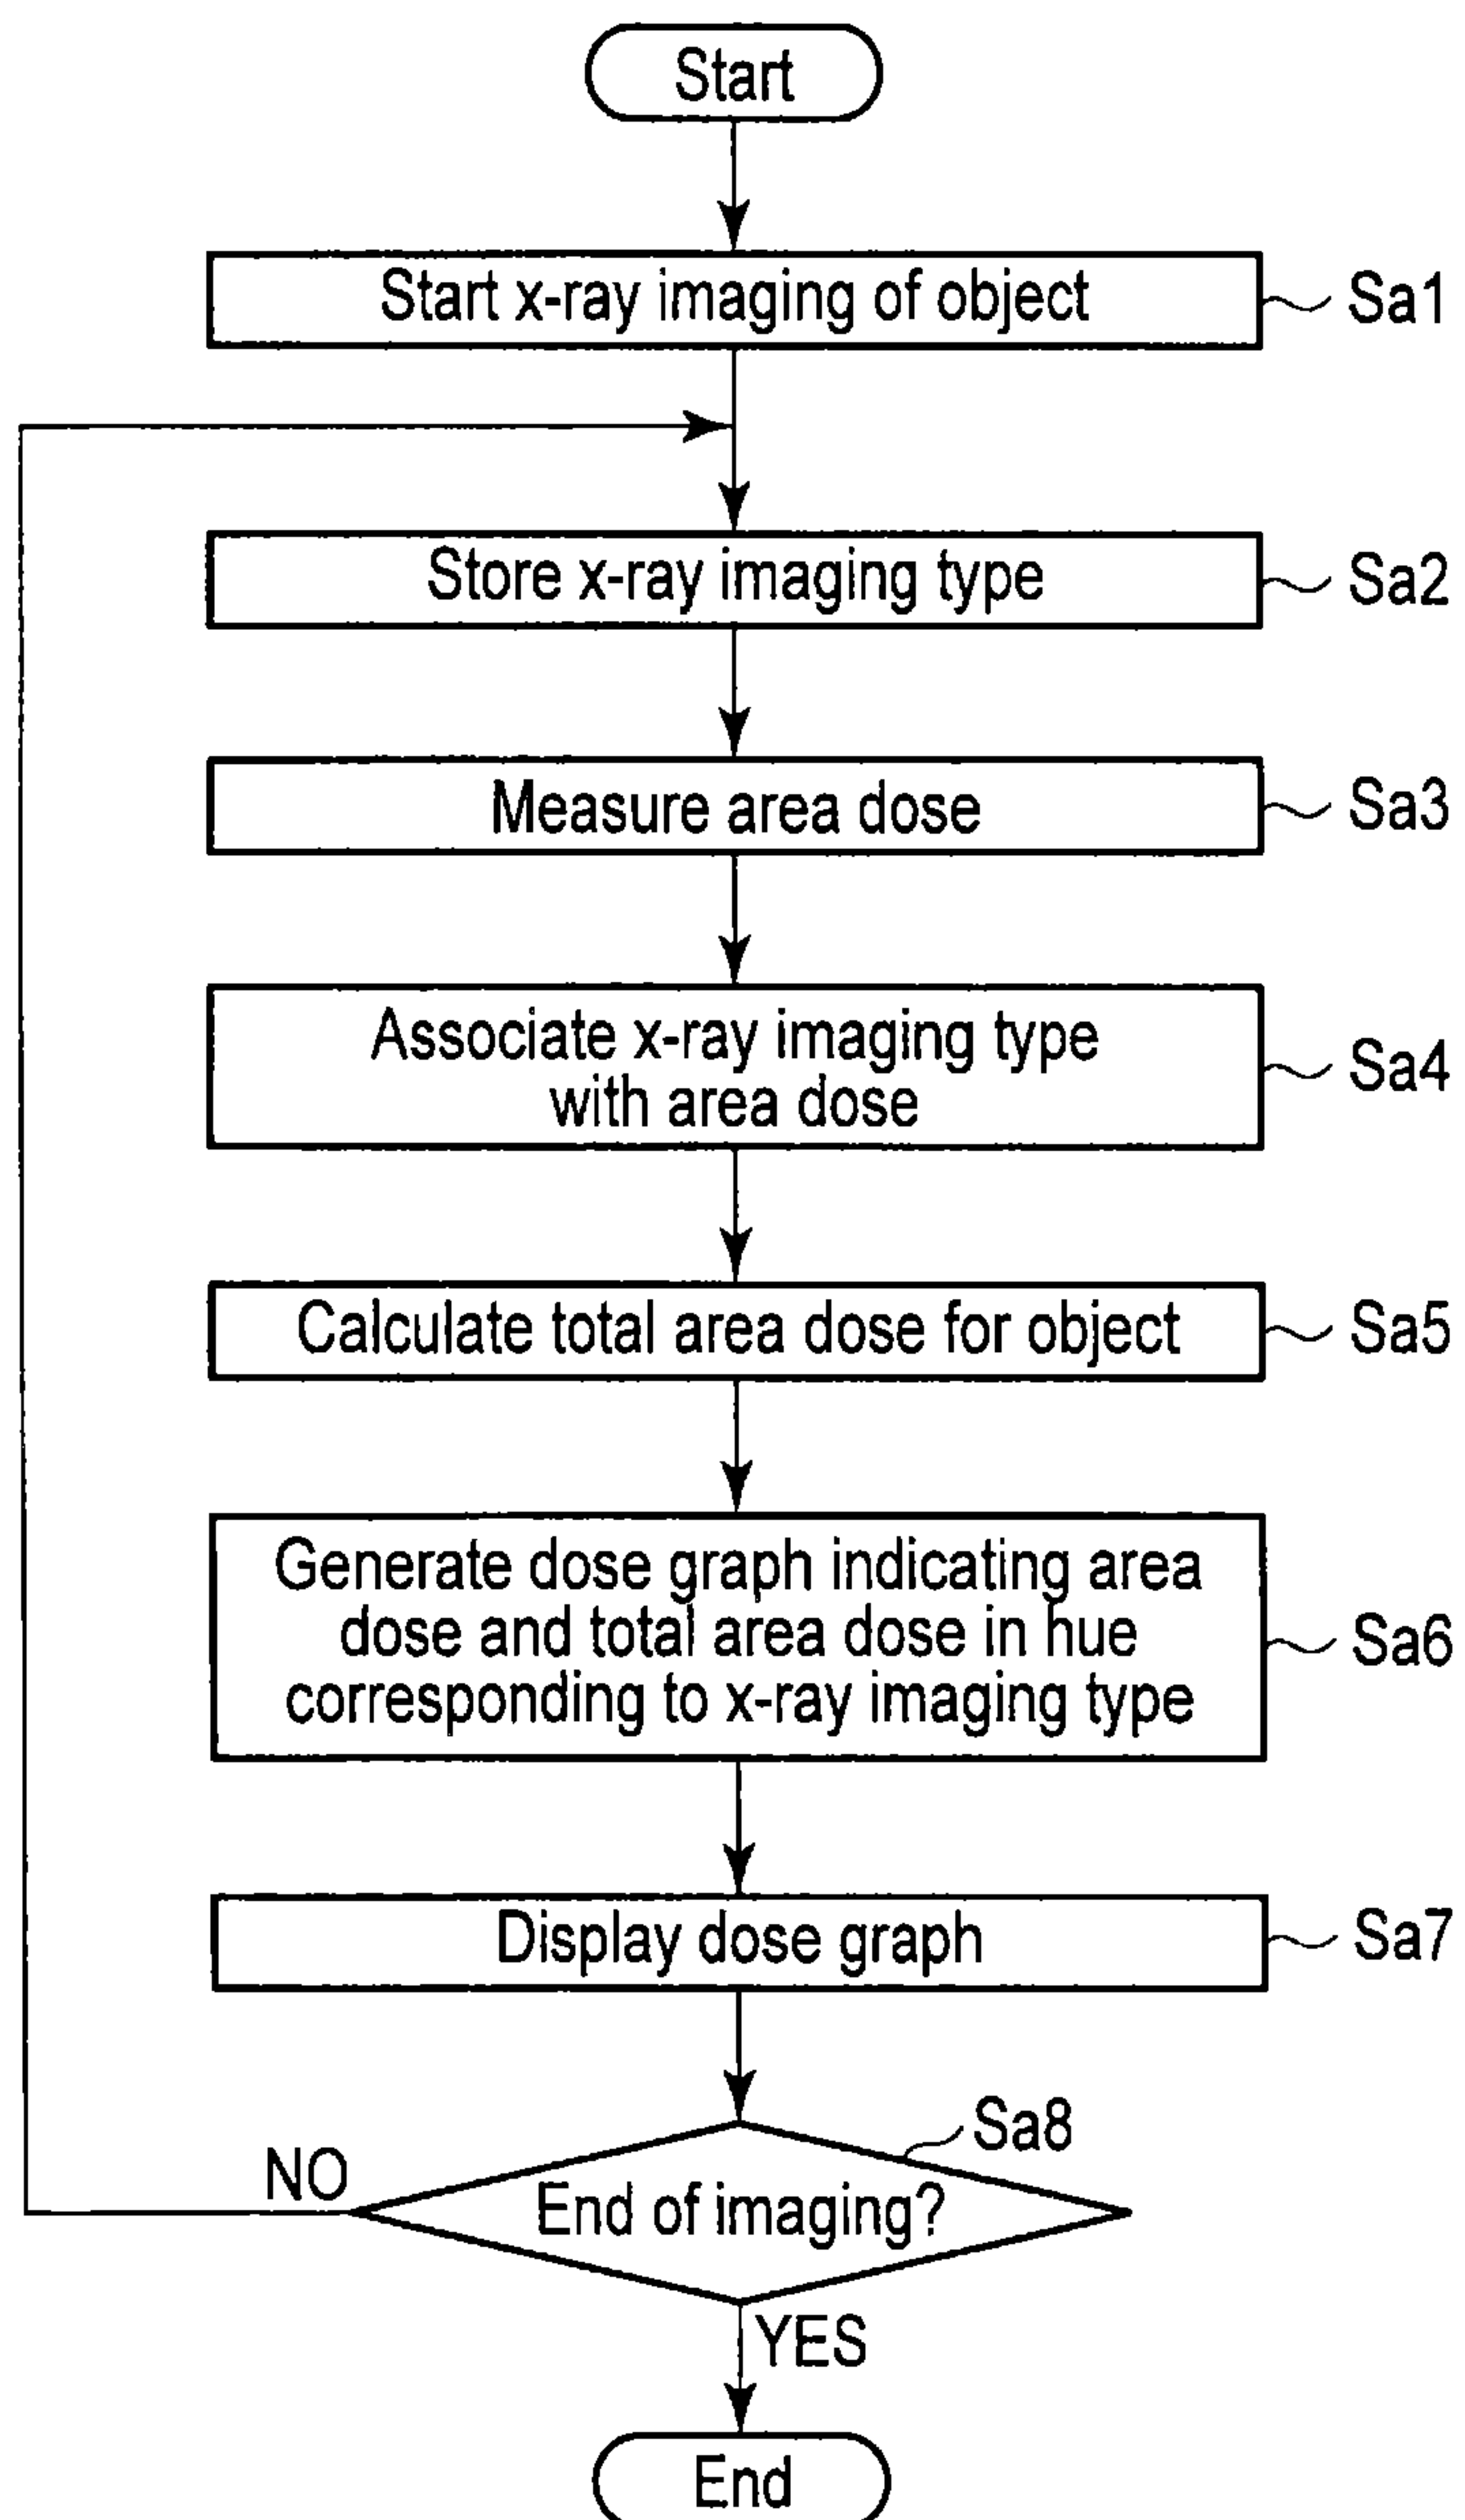 Start
Start x-ray imaging of object
Sa1
Store x-ray imaging type
Sa2
Measure area dose
Sa3
Associate x-ray imaging type
with area dose
Sa4
Calculate total area dose for object
Sa5
Generate dose graph indicating area
dose and total area dose in hue
corresponding to x-ray imaging type
Sa6
Display dose graph
Sa7
Sa8
NO
End of imaging?
YES
End